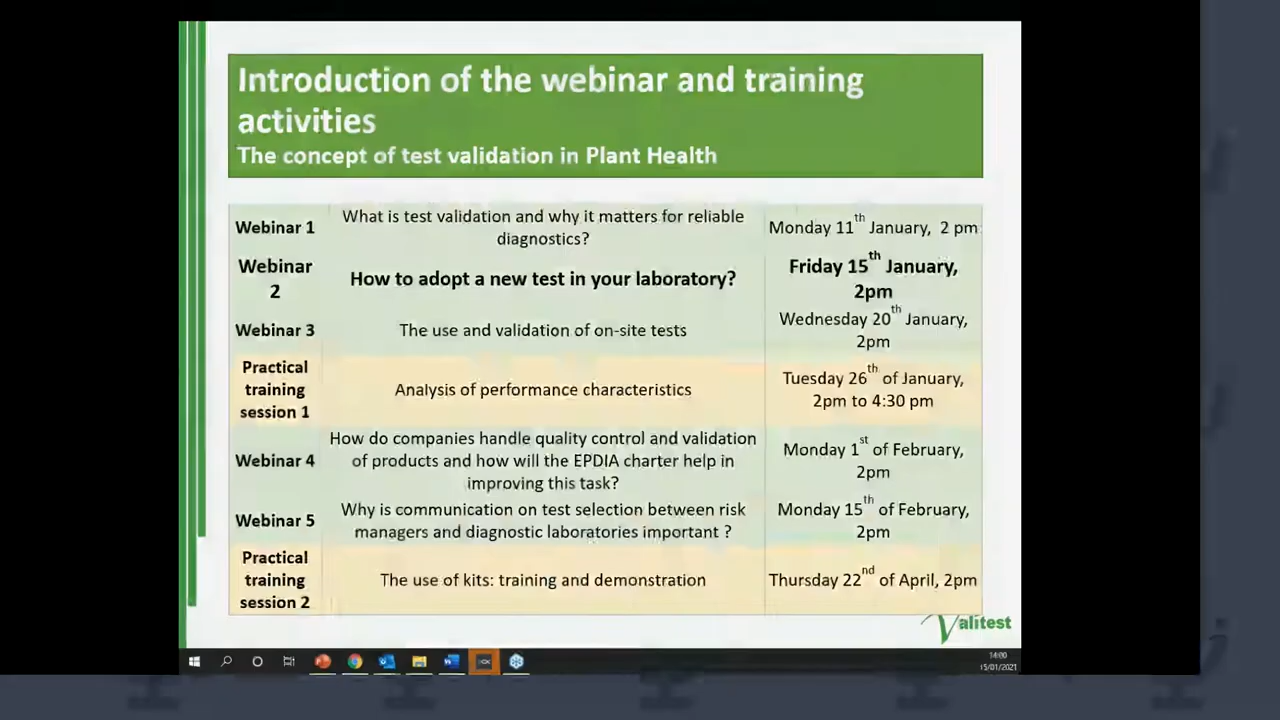 Introduction of the webinar and training
activities
The concept of test validation in Plant Health
Webinar 1
What is test validation and why it matters for reliable
diagnostics?
Monday 11th January, 2 pm
Webinar
2
How to adopt a new test in your laboratory?
Friday 15th January,
2pm
Webinar 3
The use and validation of on-site tests
Wednesday 20th January,
2pm
Practical
training
session 1
Analysis of performance characteristics
Tuesday 26th of January,
2pm to 4:30 pm
Webinar 4
How do companies handle quality control and validation
of products and how will the EPDIA charter help in
improving this task?
Monday 1st of February,
2pm
Webinar 5
Why is communication on test selection between risk
managers and diagnostic laboratories important ?
Monday 15th of February,
2pm
Practical
training
session 2
The use of kits: training and demonstration
Thursday 22nd of April, 2pm
Valitest
14:00
15/01/2021